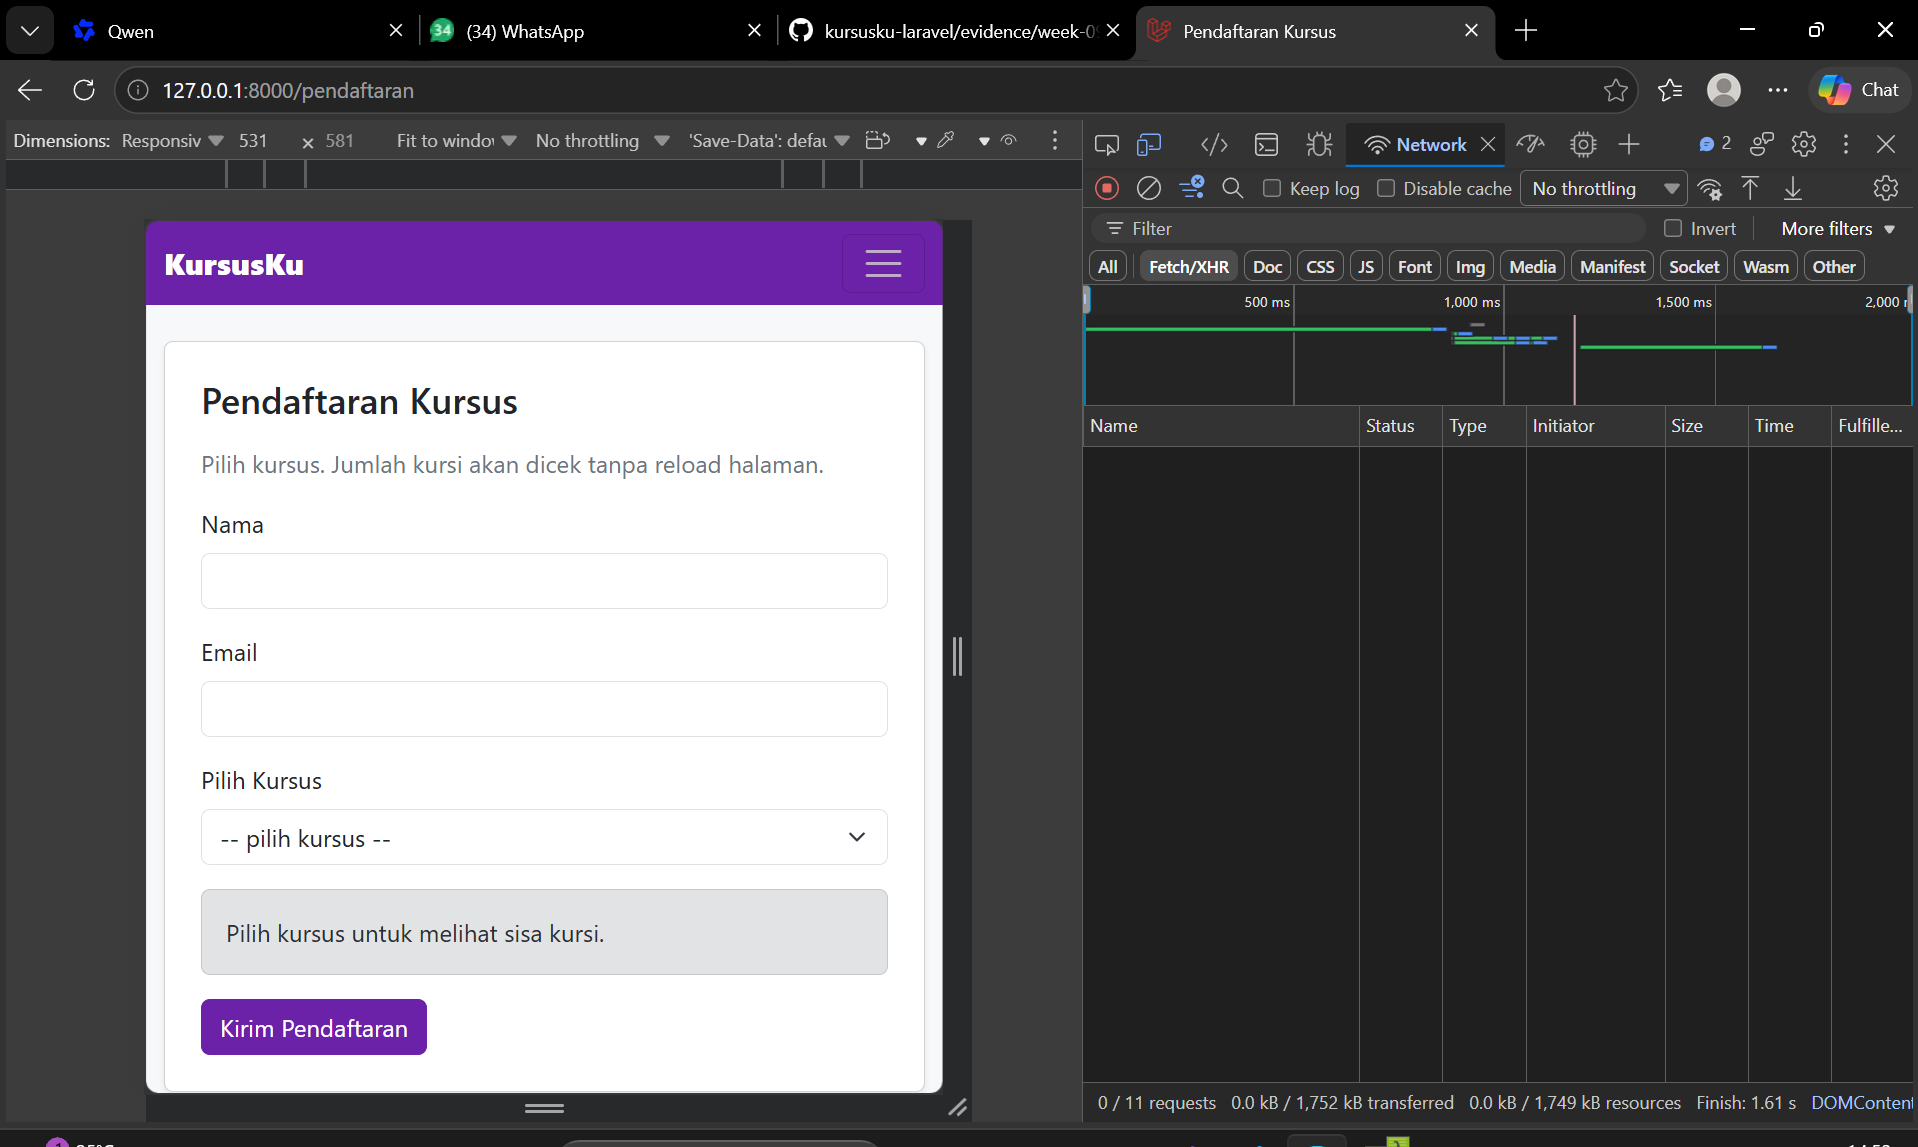 Qwen
(34) WhatsApp
kursusku-laravel/evidence/week-09
Pendaftaran Kursus
127.0.0.1:8000/pendaftaran
Chat
Dimensions: Responsiv 531 x 581 Fit to windov No throttling 'Save-Data': defau
Network
2
Keep log
Disable cache
No throttling
Filter
Invert
More filters
All
Fetch/XHR
Doc
CSS
JS
Font
Img
Media
Manifest
Socket
Wasm
Other
500 ms
1,000 ms
1,500 ms
2,000
Name
Status
Type
Initiator
Size
Time
Fulfille...
KursusKu
Pendaftaran Kursus
Pilih kursus. Jumlah kursi akan dicek tanpa reload halaman.
Nama
Email
Pilih Kursus
-- pilih kursus --
Pilih kursus untuk melihat sisa kursi.
Kirim Pendaftaran
0 / 11 requests 0.0 kB / 1,752 kB transferred 0.0 kB / 1,749 kB resources Finish: 1.61 s DOMContent